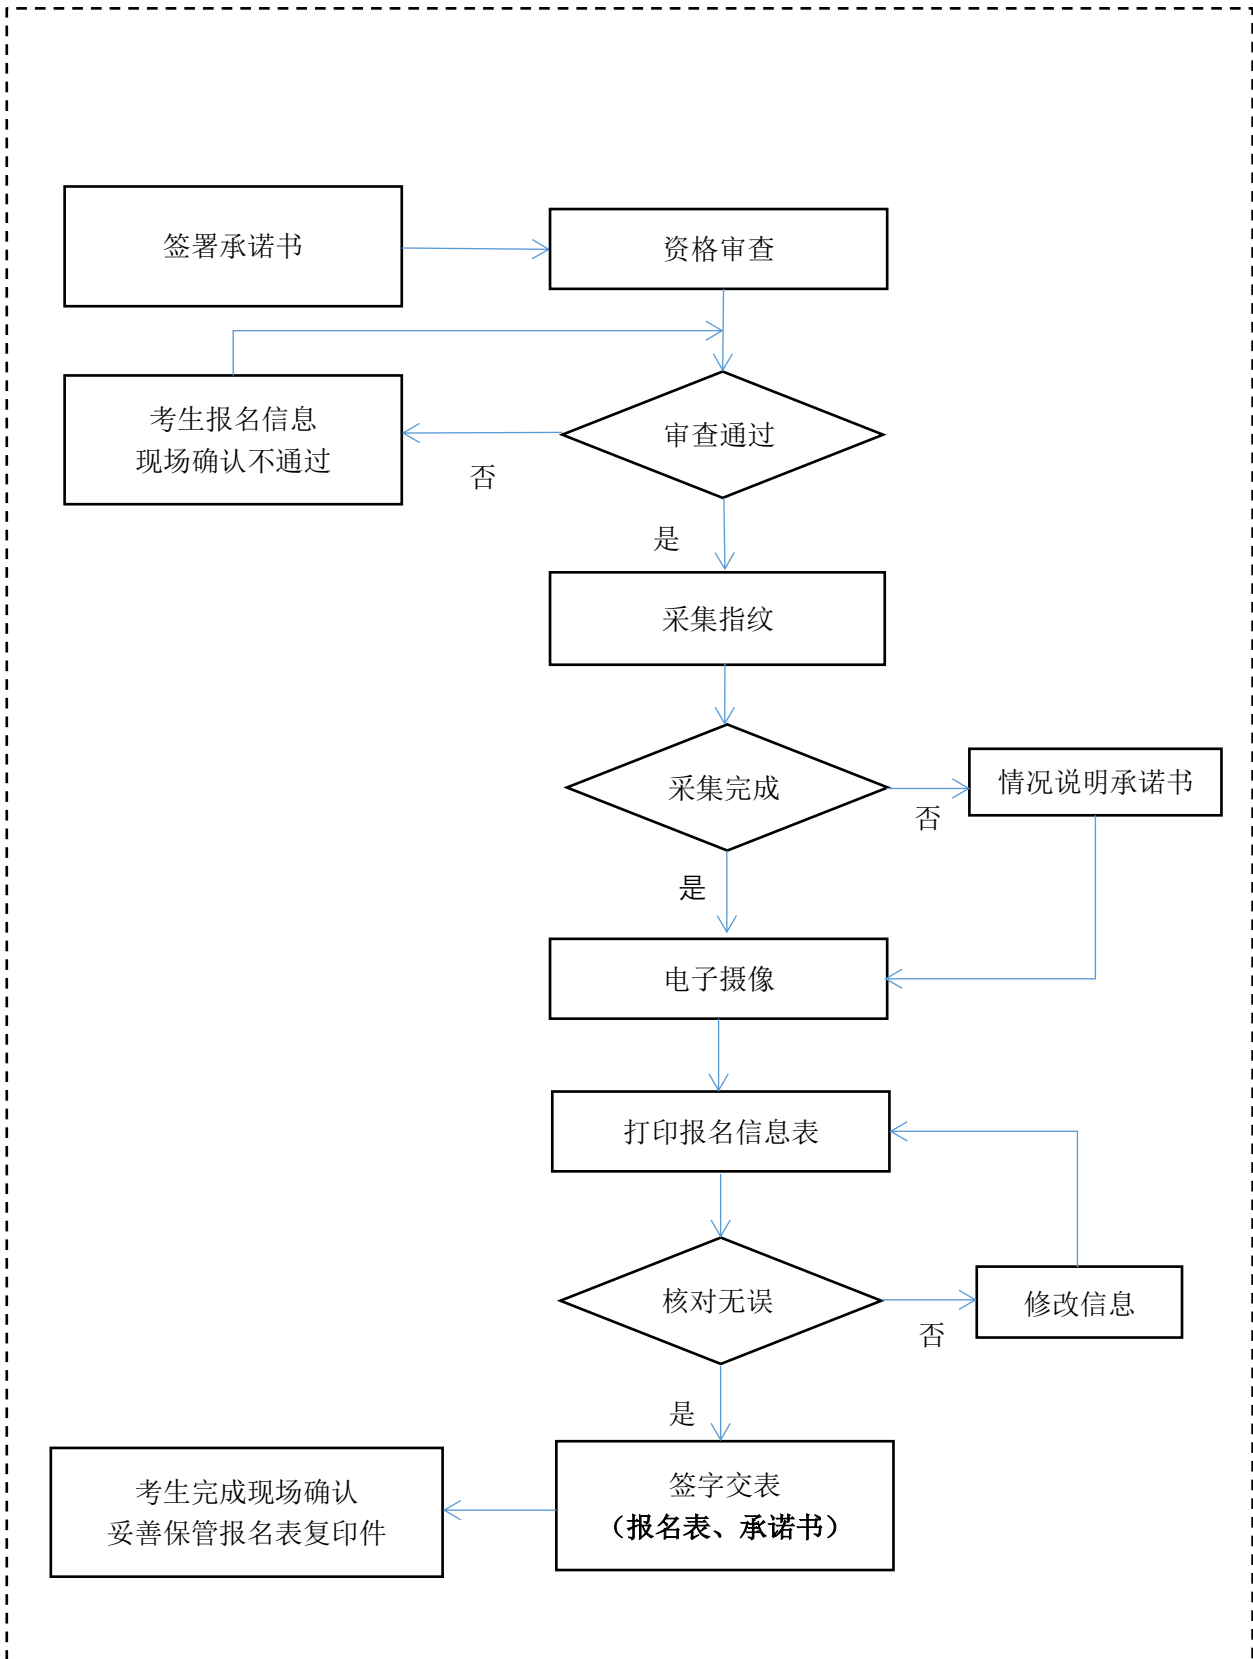 签署承诺书
资格审查
考生报名信息
现场确认不通过
审查通过
否
是
采集指纹
采集完成
情况说明承诺书
否
是
电子摄像
打印报名信息表
核对无误
修改信息
否
是
签字交表
（报名表、承诺书）
考生完成现场确认
妥善保管报名表复印件